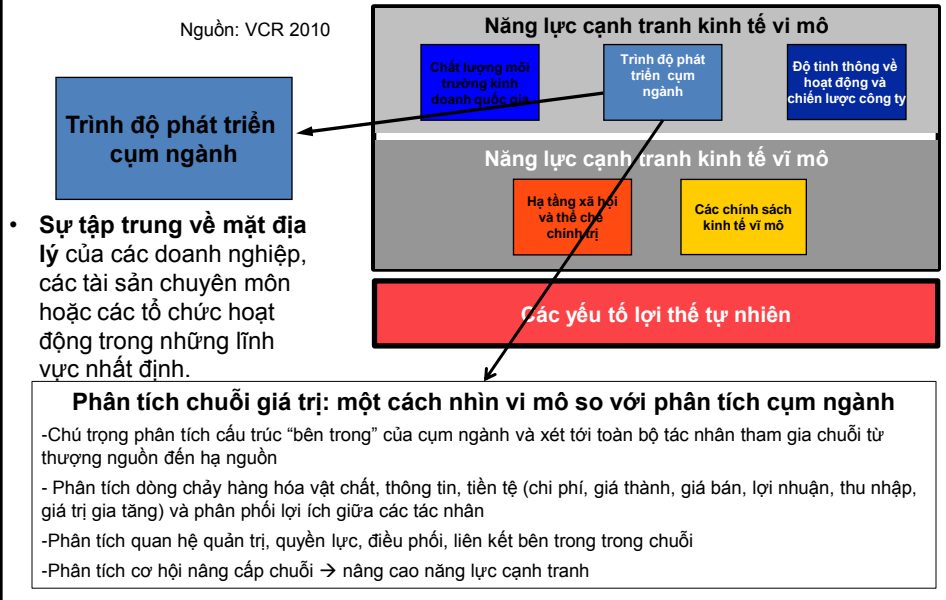 Nguồn: VCR 2010
Năng lực cạnh tranh kinh tế vi mô
Chất lượng môi
trường kinh
doanh quốc gia
Trình độ phát
triển cụm
ngành
Độ tinh thông về
hoạt động và
chiến lược công ty
Trình độ phát triển
cụm ngành
Năng lực cạnh tranh kinh tế vĩ mô
Hạ tầng xã hội
và thể chế
chính trị
Các chính sách
kinh tế vĩ mô
• Sự tập trung về mặt địa
lý của các doanh nghiệp,
các tài sản chuyên môn
hoặc các tổ chức hoạt
động trong những lĩnh
vực nhất định.
Các yếu tố lợi thế tự nhiên
Phân tích chuỗi giá trị: một cách nhìn vi mô so với phân tích cụm ngành
-Chú trọng phân tích cấu trúc “bên trong” của cụm ngành và xét tới toàn bộ tác nhân tham gia chuỗi từ
thượng nguồn đến hạ nguồn
- Phân tích dòng chảy hàng hóa vật chất, thông tin, tiền tệ (chi phí, giá thành, giá bán, lợi nhuận, thu nhập,
giá trị gia tăng) và phân phối lợi ích giữa các tác nhân
-Phân tích quan hệ quản trị, quyền lực, điều phối, liên kết bên trong trong chuỗi
-Phân tích cơ hội nâng cấp chuỗi → nâng cao năng lực cạnh tranh